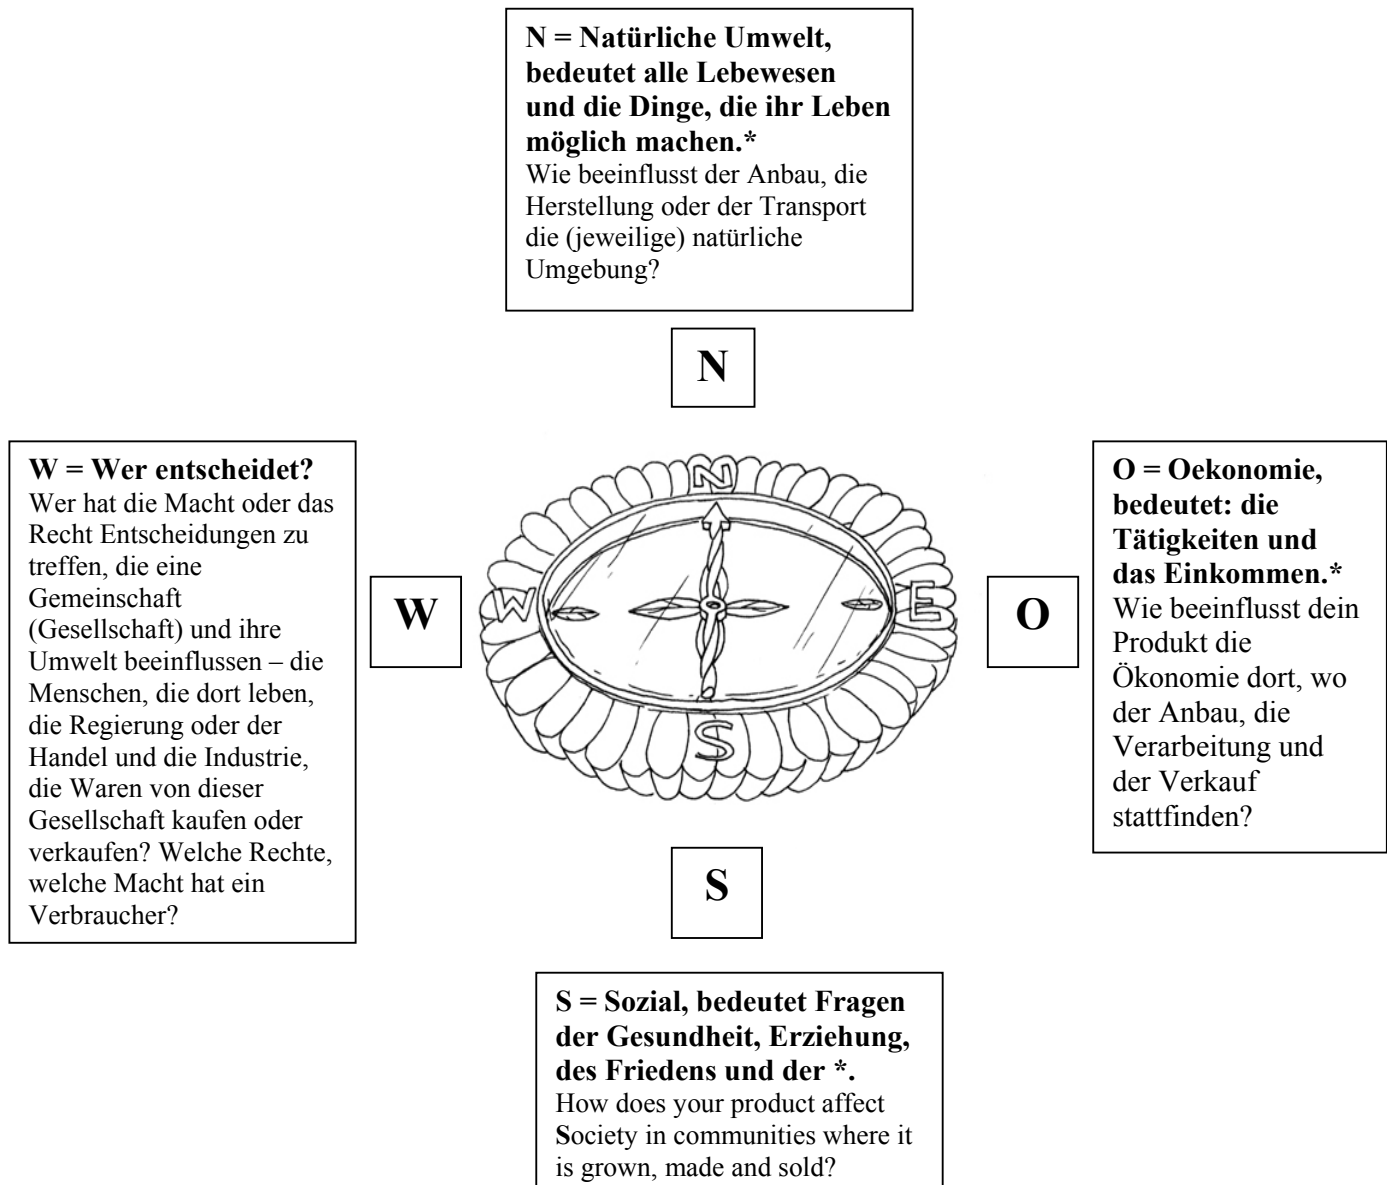 N = Natürliche Umwelt,
bedeutet alle Lebewesen
und die Dinge, die ihr Leben
möglich machen.*
Wie beeinflusst der Anbau, die
Herstellung oder der Transport
die (jeweilige) natürliche
Umgebung?
N
W = Wer entscheidet?
Wer hat die Macht oder das
Recht Entscheidungen zu
treffen, die eine
Gemeinschaft
(Gesellschaft) und ihre
Umwelt beeinflussen – die
Menschen, die dort leben,
die Regierung oder der
Handel und die Industrie,
die Waren von dieser
Gesellschaft kaufen oder
verkaufen? Welche Rechte,
welche Macht hat ein
Verbraucher?
W
N
W
E
S
O
O = Oekonomie,
bedeutet: die
Tätigkeiten und
das Einkommen.*
Wie beeinflusst dein
Produkt die
Ökonomie dort, wo
der Anbau, die
Verarbeitung und
der Verkauf
stattfinden?
S
S = Sozial, bedeutet Fragen
der Gesundheit, Erziehung,
des Friedens und der *.
How does your product affect
Society in communities where it
is grown, made and sold?